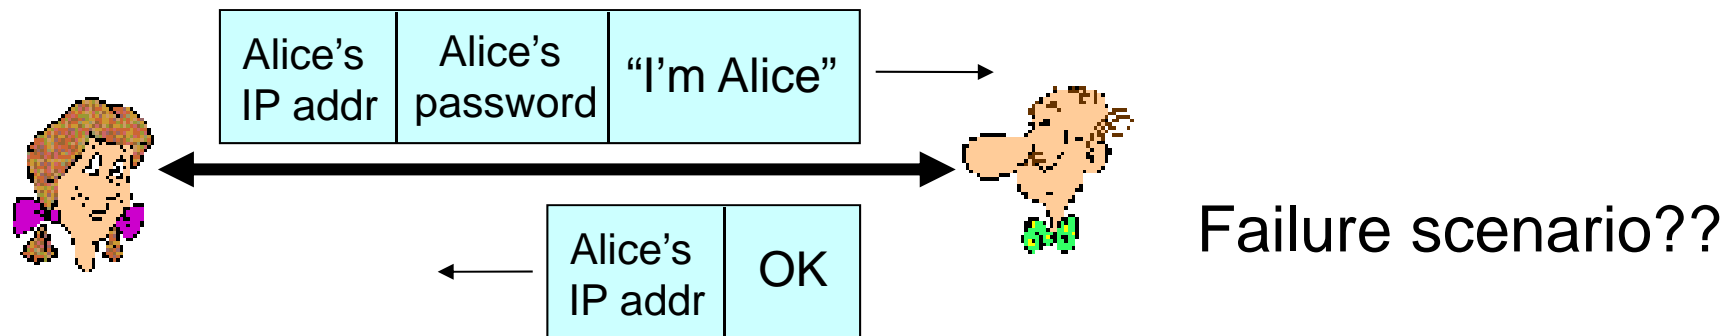 Alice’s
IP addr
Alice’s
password
“I’m Alice”
Failure scenario??
Alice’s
IP addr
OK